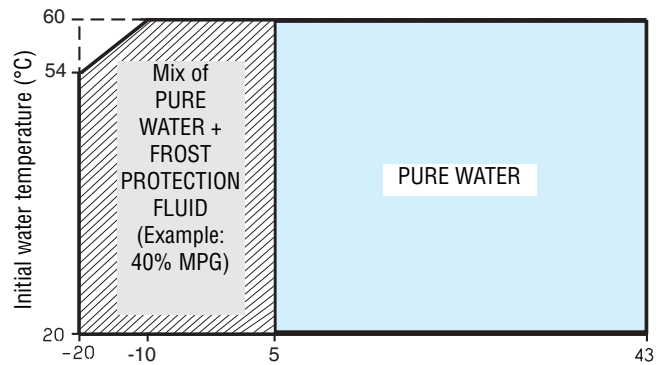 60
54
Initial water temperature (°C)
Mix of
PURE
WATER +
FROST
PROTECTION
FLUID
(Example:
40% MPG)
PURE WATER
20
-20 -10 5 43